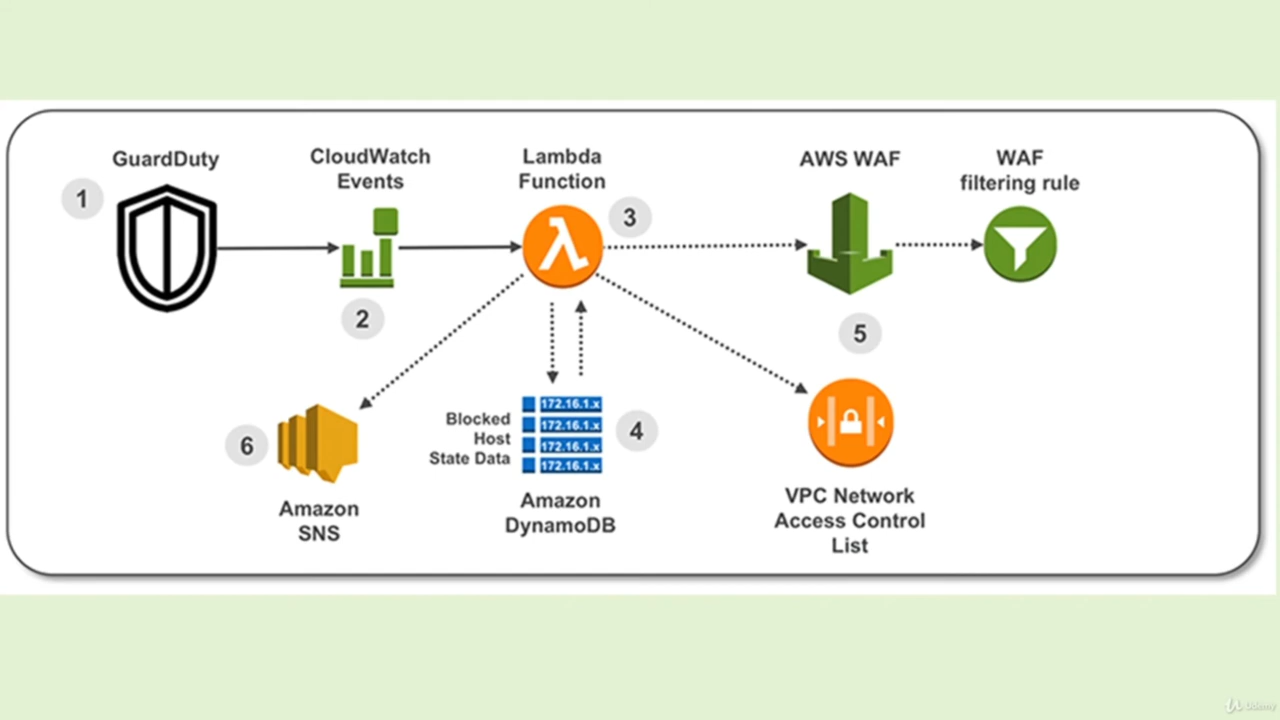 GuardDuty
CloudWatch
Events
Lambda
Function
AWS WAF
WAF
filtering rule
1
2
3
5
Blocked
Host
State Data
172.16.1.x
172.16.1.x
172.16.1.x
172.16.1.x
4
6
Amazon
SNS
Amazon
DynamoDB
VPC Network
Access Control
List
Udemy